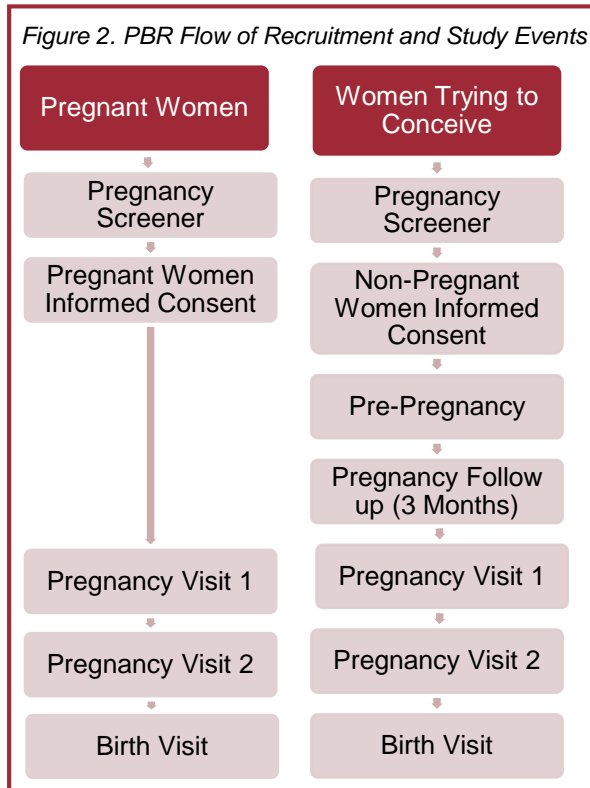 Figure 2. PBR Flow of Recruitment and Study Events
Pregnant Women
Pregnancy
Screener
Pregnant Women
Informed Consent
Pregnancy Visit 1
Pregnancy Visit 2
Birth Visit
Women Trying to
Conceive
Pregnancy
Screener
Non-Pregnant
Women Informed
Consent
Pre-Pregnancy
Pregnancy Follow
up (3 Months)
Pregnancy Visit 1
Pregnancy Visit 2
Birth Visit